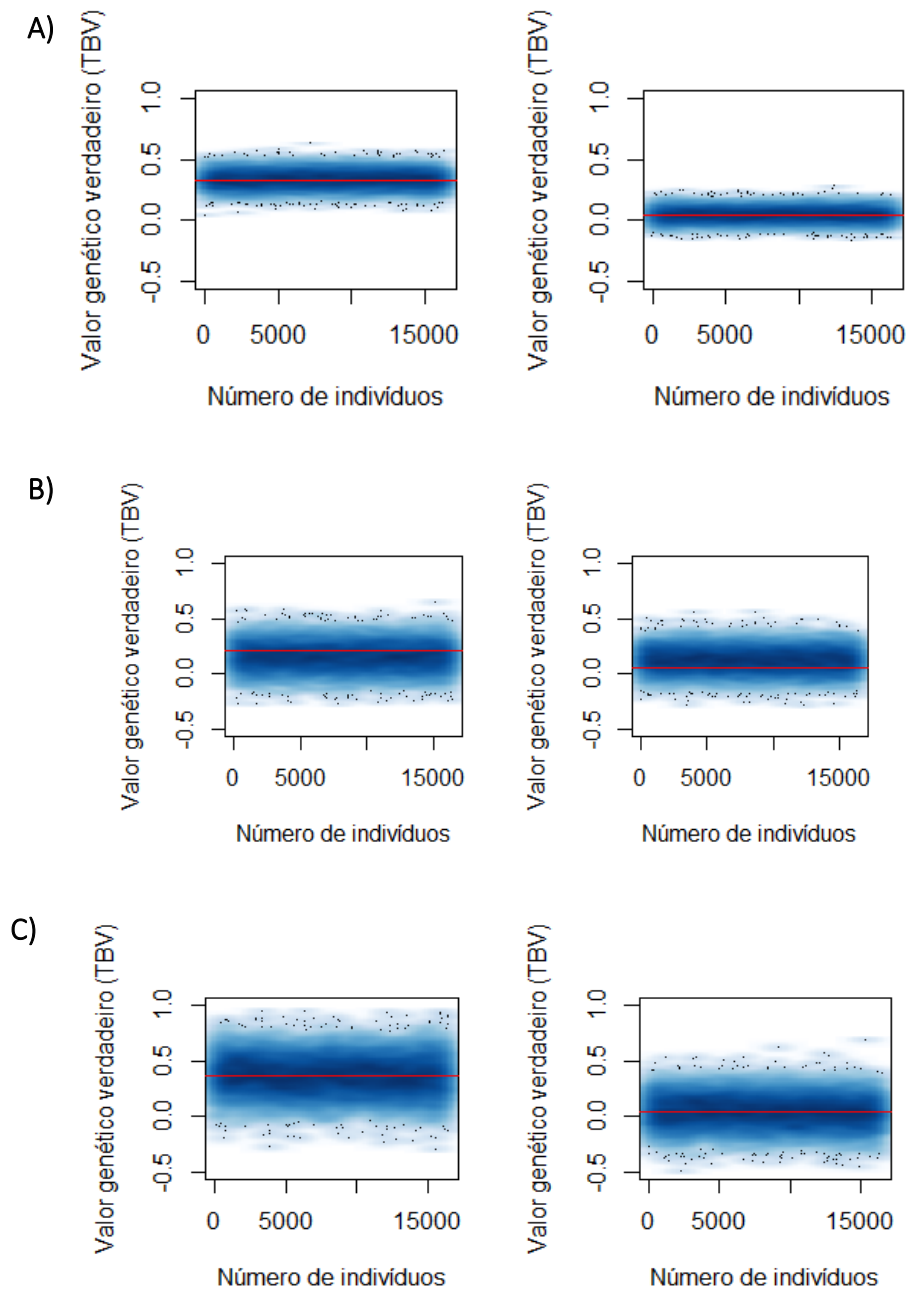 A)
Valor genético verdadeiro (TBV)
1.0
0.5
0.0
-0.5
0 5000 15000
Número de indivíduos
Valor genético verdadeiro (TBV)
1.0
0.5
0.0
-0.5
0 5000 15000
Número de indivíduos
B)
Valor genético verdadeiro (TBV)
1.0
0.5
0.0
-0.5
0 5000 15000
Número de indivíduos
Valor genético verdadeiro (TBV)
1.0
0.5
0.0
-0.5
0 5000 15000
Número de indivíduos
C)
Valor genético verdadeiro (TBV)
1.0
0.5
0.0
-0.5
0 5000 15000
Número de indivíduos
Valor genético verdadeiro (TBV)
1.0
0.5
0.0
-0.5
0 5000 15000
Número de indivíduos